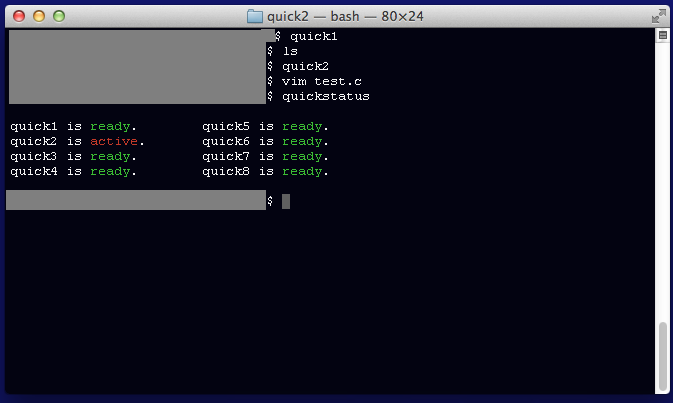 quick2 — bash — 80×24
$ quick1
$ ls
$ quick2
$ vim test.c
$ quickstatus
quick1 is ready. quick5 is ready.
quick2 is active. quick6 is ready.
quick3 is ready. quick7 is ready.
quick4 is ready. quick8 is ready.
$